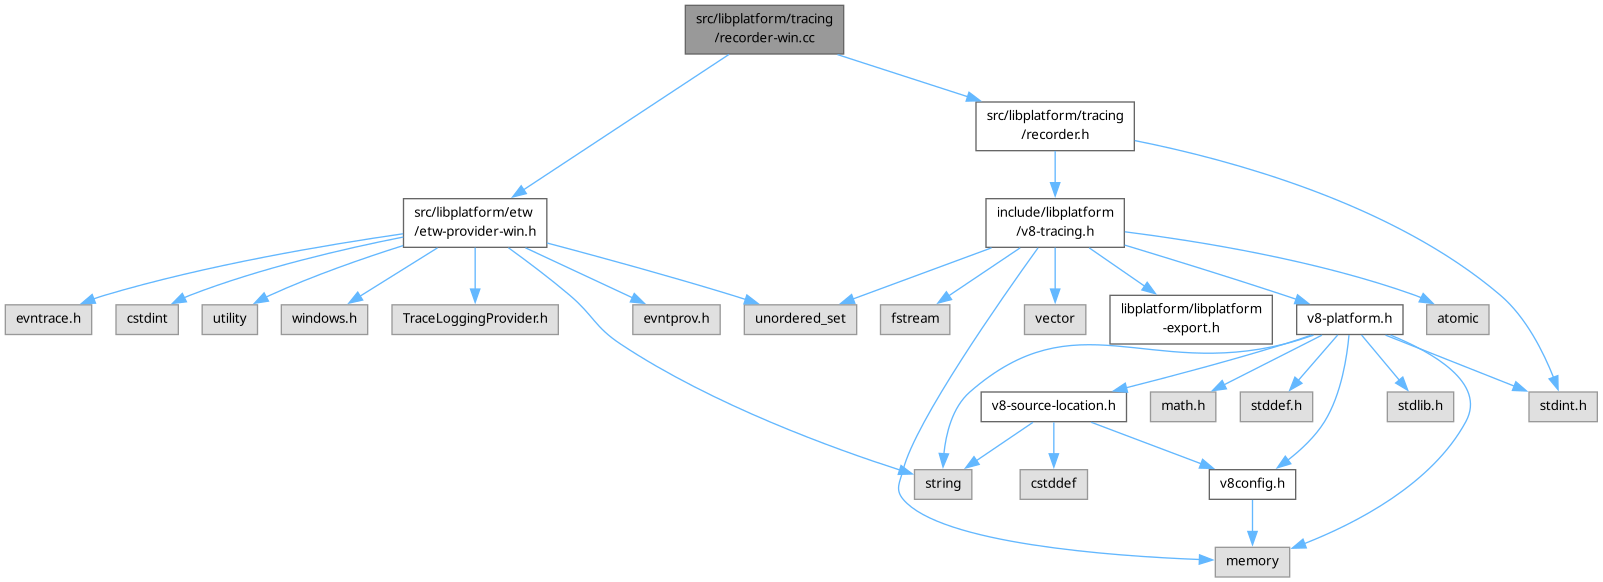 src/libplatform/tracing
/recorder-win.cc
src/libplatform/tracing
/recorder.h
src/libplatform/etw
/etw-provider-win.h
include/libplatform
/v8-tracing.h
evntrace.h
cstdint
utility
windows.h
TraceLoggingProvider.h
evntprov.h
unordered_set
fstream
vector
libplatform/libplatform
-export.h
v8-platform.h
atomic
v8-source-location.h
math.h
stddef.h
stdlib.h
stdint.h
string
cstddef
v8config.h
memory